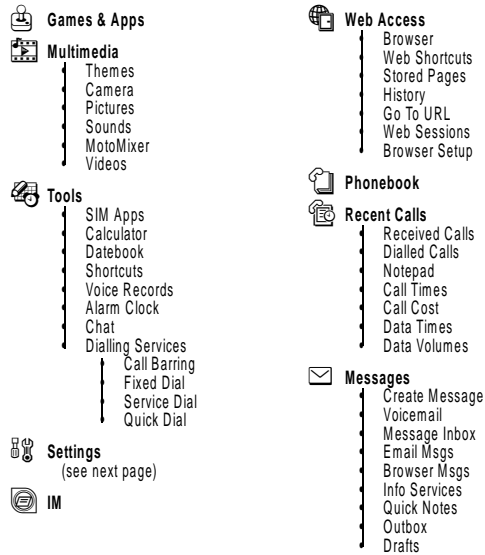 Games & Apps
Multimedia
Themes
Camera
Pictures
Sounds
MotoMixer
Videos
Tools
SIM Apps
Calculator
Datebook
Shortcuts
Voice Records
Alarm Clock
Chat
Dialling Services
Call Barring
Fixed Dial
Service Dial
Quick Dial
Settings
(see next page)
IM
Web Access
Browser
Web Shortcuts
Stored Pages
History
Go To URL
Web Sessions
Browser Setup
Phonebook
Recent Calls
Received Calls
Dialled Calls
Notepad
Call Times
Call Cost
Data Times
Data Volumes
Messages
Create Message
Voicemail
Message Inbox
Email Msgs
Browser Msgs
Info Services
Quick Notes
Outbox
Drafts